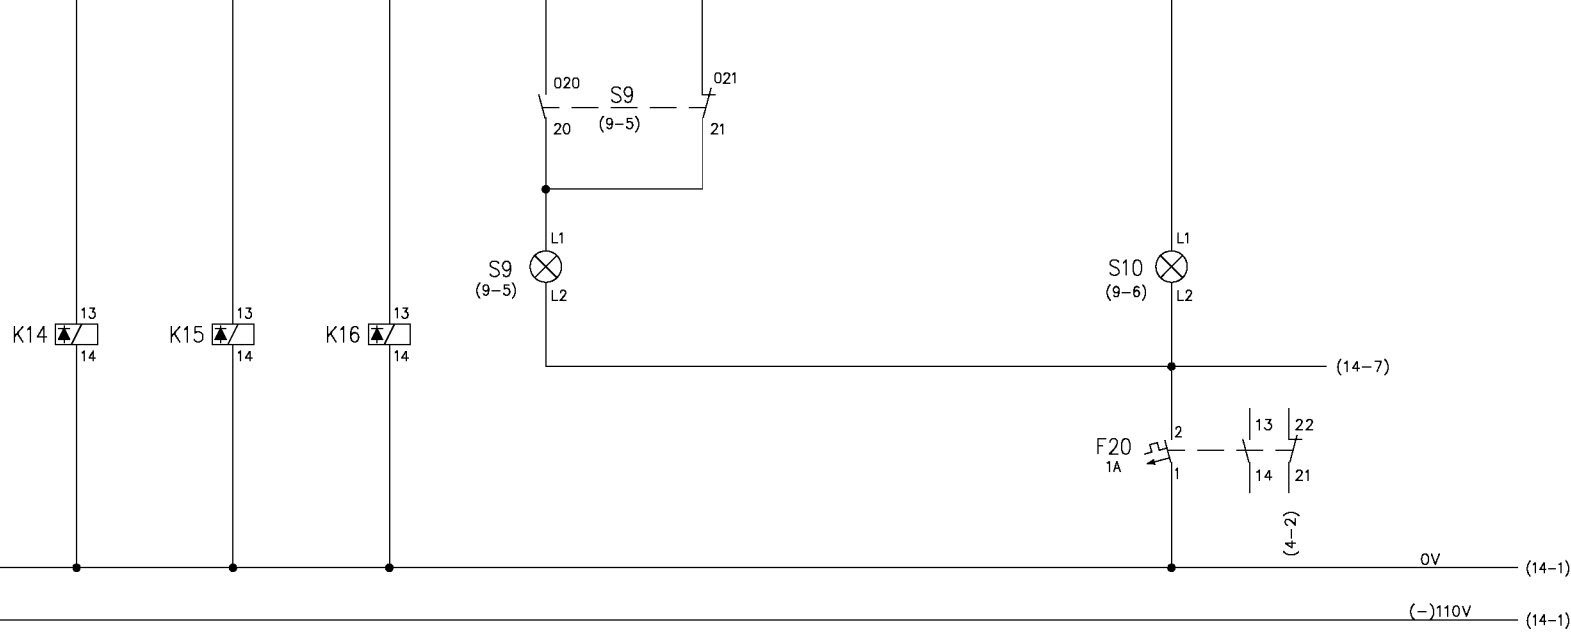 020
S9
(9-5)
20
021
21
L1
S9
(9-5)
L2
L1
S10
(9-6)
L2
13
K14
14
13
K15
14
13
K16
14
(14-7)
2
F20
1A
1
13
14
22
21
(4-2)
0V
(14-1)
(-)110V
(14-1)